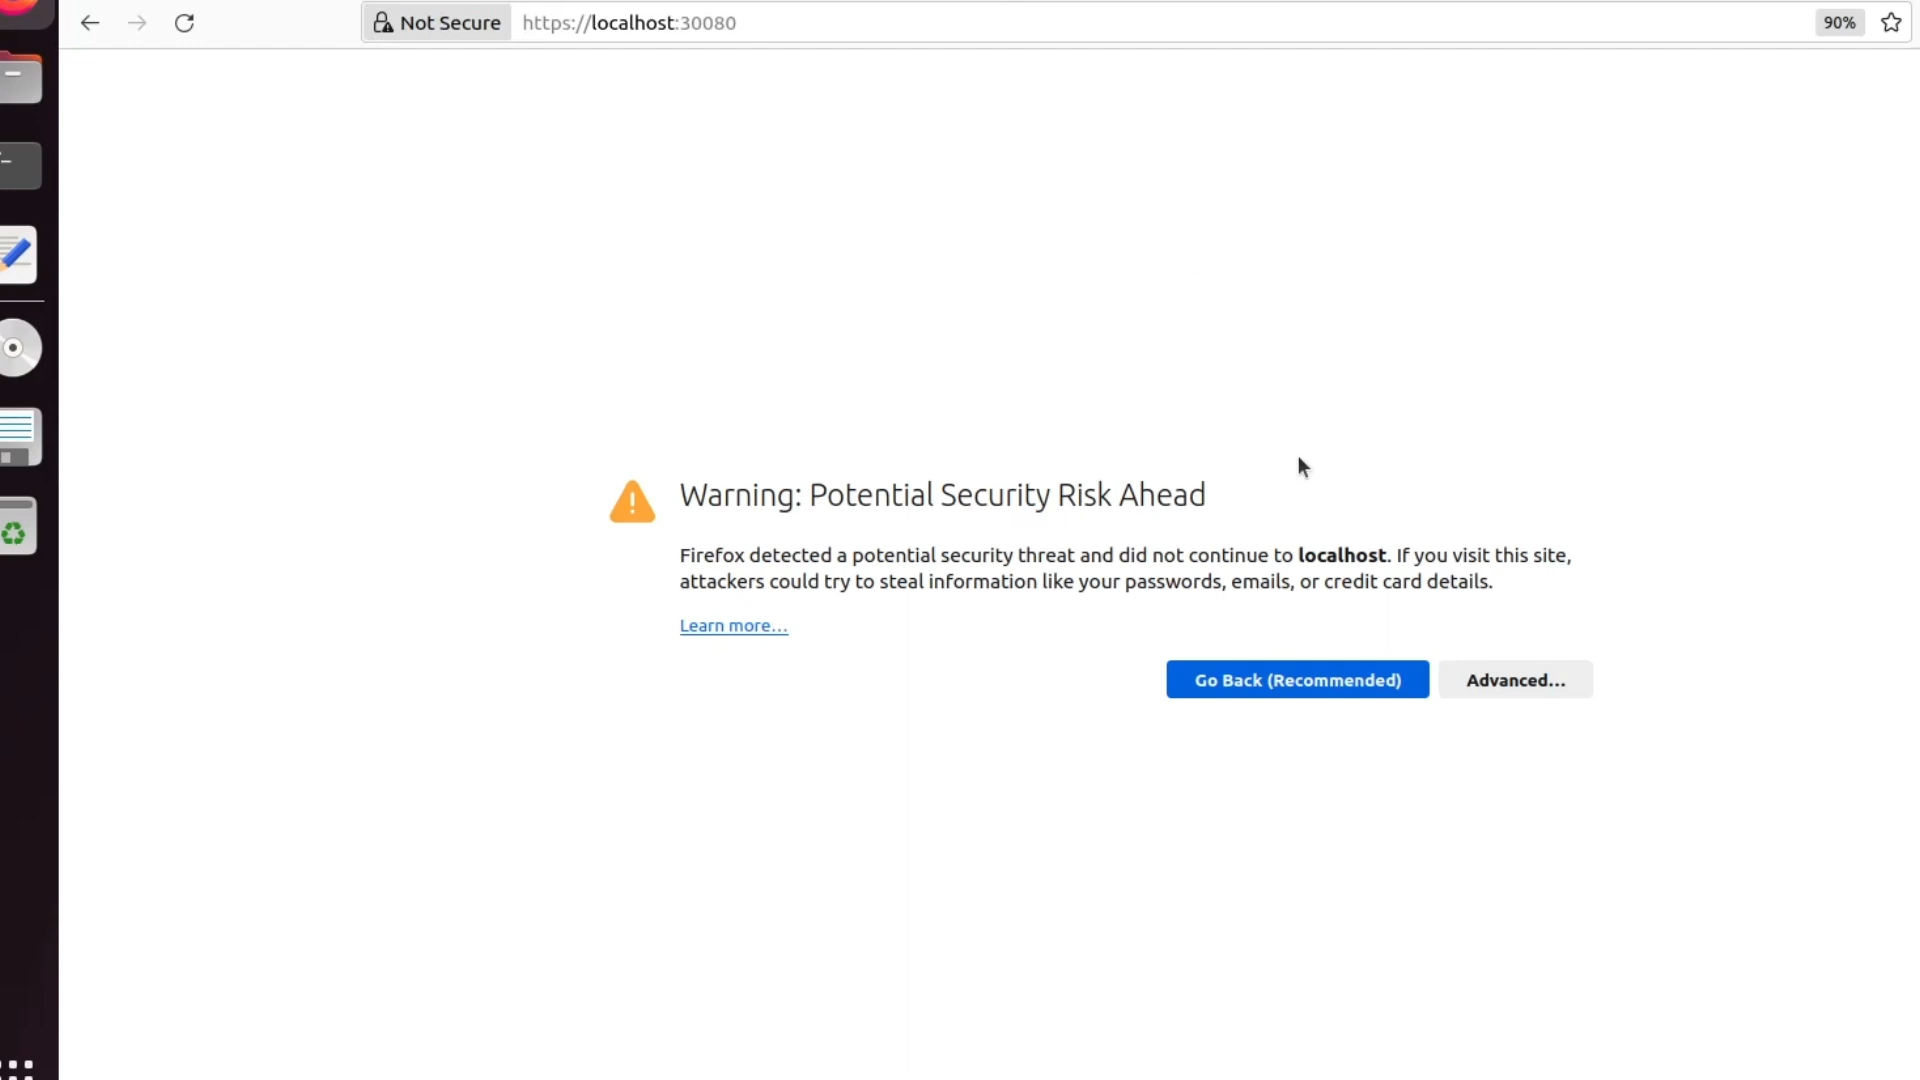 Not Secure https://localhost:30080 90%
Warning: Potential Security Risk Ahead
Firefox detected a potential security threat and did not continue to localhost. If you visit this site,
attackers could try to steal information like your passwords, emails, or credit card details.
Learn more…
Go Back (Recommended) Advanced…